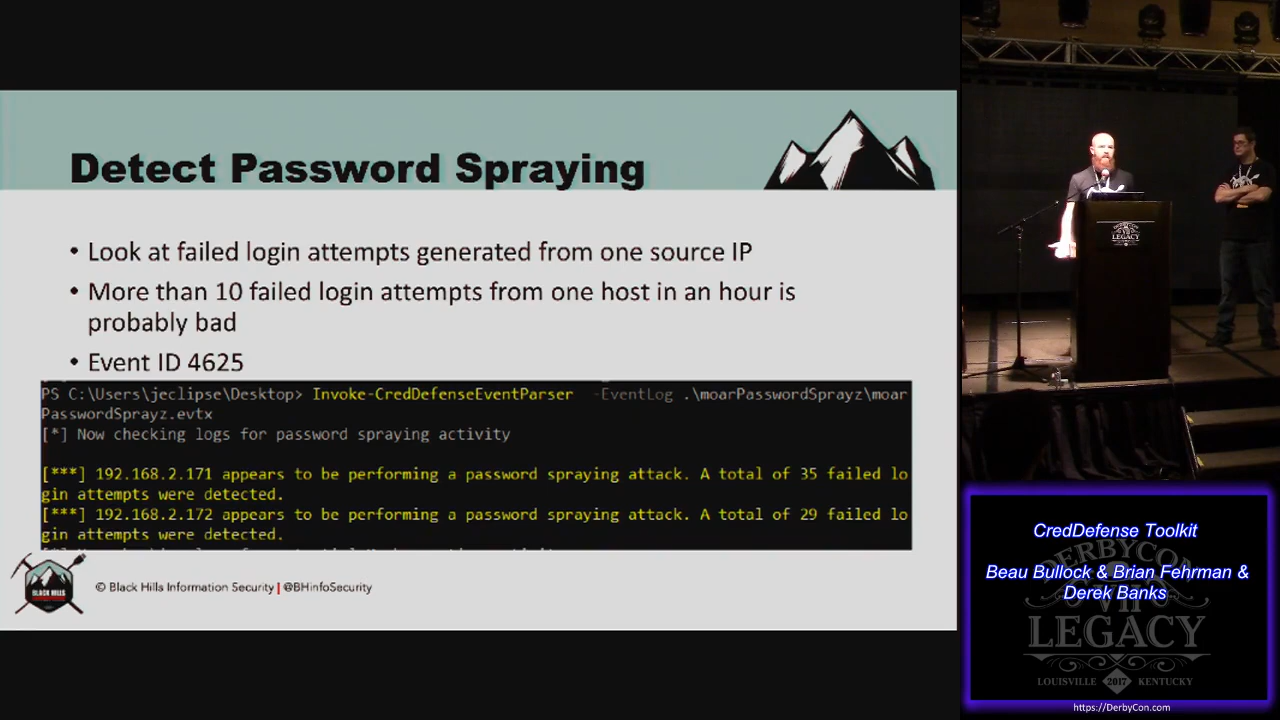 Detect Password Spraying
• Look at failed login attempts generated from one source IP
• More than 10 failed login attempts from one host in an hour is
probably bad
• Event ID 4625
PS C:\Users\jeclipse\Desktop> Invoke-CredDefenseEventParser -EventLog .\moarPasswordSprayz\moar
PasswordSprayz.evtx
[*] Now checking logs for password spraying activity
[***] 192.168.2.171 appears to be performing a password spraying attack. A total of 35 failed lo
gin attempts were detected.
[***] 192.168.2.172 appears to be performing a password spraying attack. A total of 29 failed lo
gin attempts were detected.
BLACK HILLS
© Black Hills Information Security | @BHInfoSecurity
LEGACY
CredDefense Toolkit
Beau Bullock & Brian Fehrman &
Derek Banks
DERBYCON
VII
LEGACY
LOUISVILLE 2017 KENTUCKY
https://DerbyCon.com